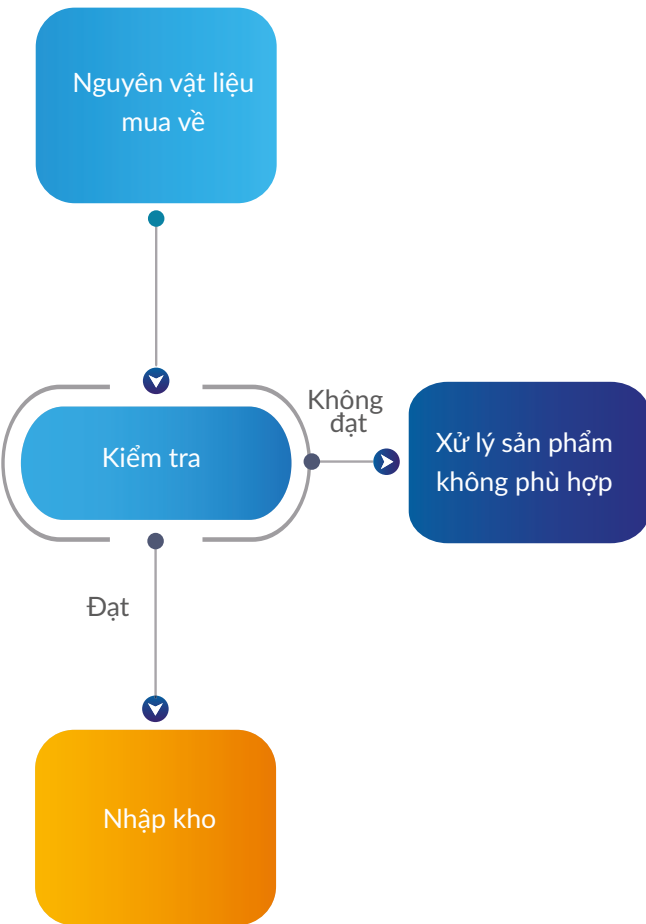 Nguyên vật liệu
mua về
Kiểm tra
Không
đạt
Xử lý sản phẩm
không phù hợp
Đạt
Nhập kho